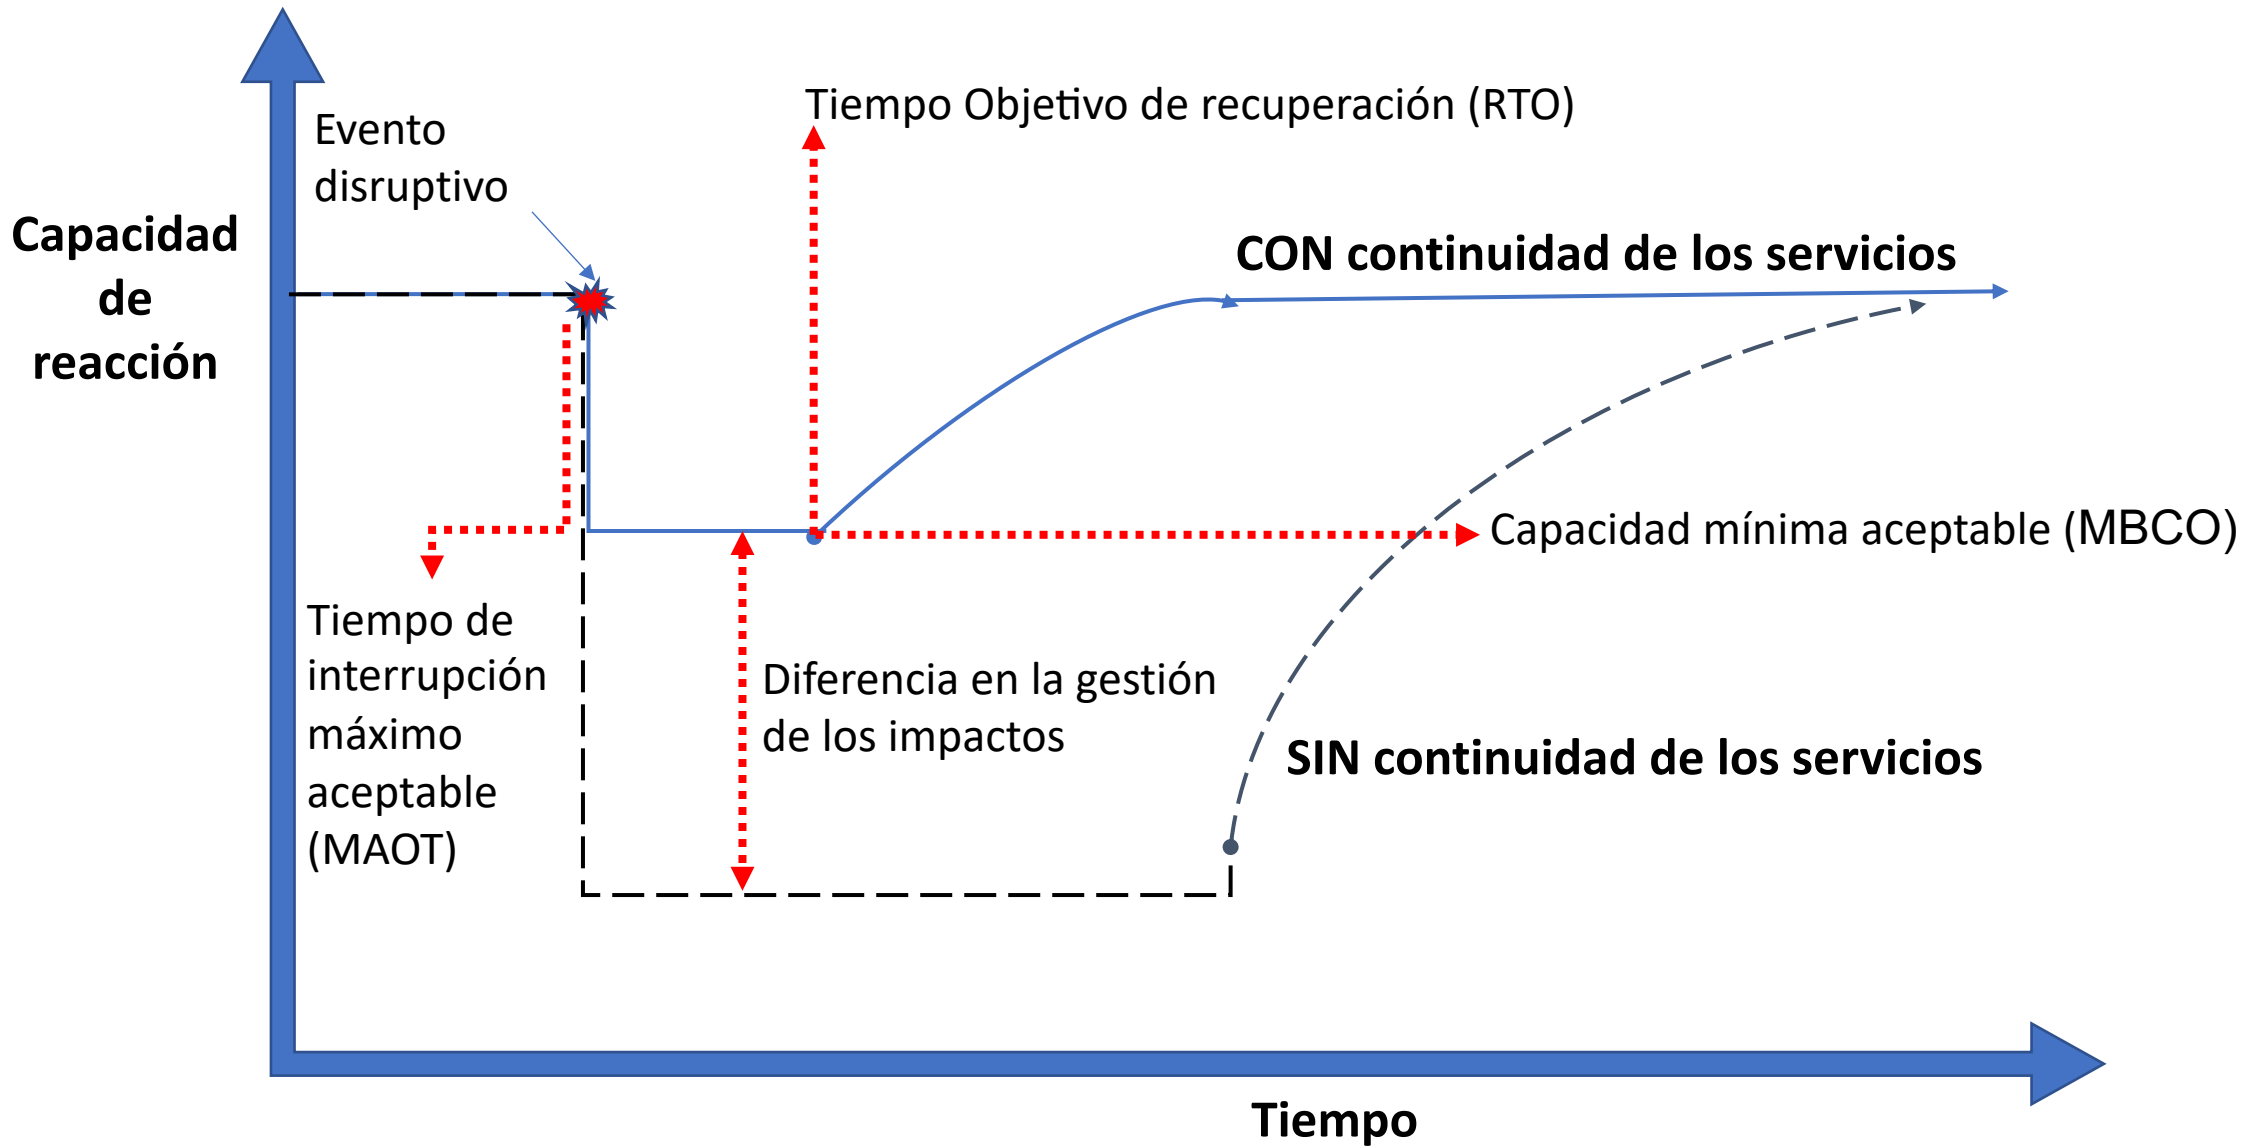 Tiempo Objetivo de recuperación (RTO)
Evento
disruptivo
Capacidad
de
reacción
CON continuidad de los servicios
Capacidad mínima aceptable (MBCO)
Tiempo de
interrupción
máximo
aceptable
(MAOT)
Diferencia en la gestión
de los impactos
SIN continuidad de los servicios
Tiempo